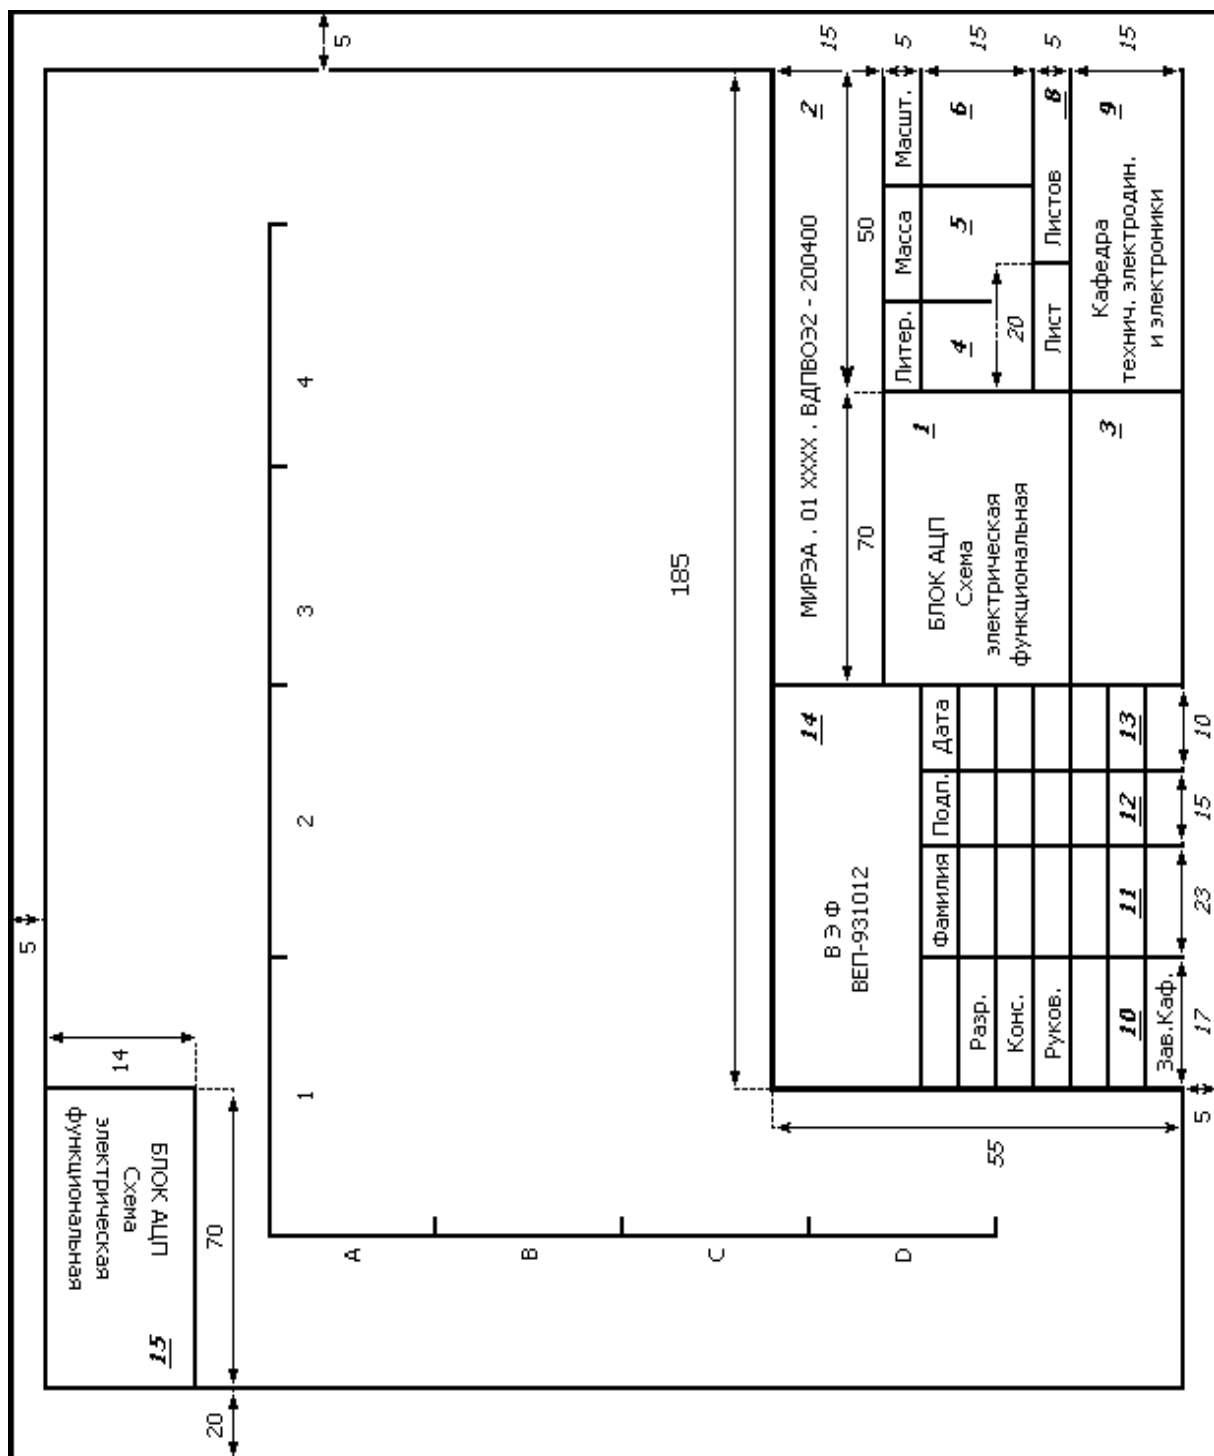 БЛОК АЦП
Схема
электрическая
функциональная
15
14
70
20
5
5
1
2
3
4
A
B
C
D
185
МИРЭА . 01 XXXX . ВДПВОЭ2 - 200400
2
15
70
50
5
15
5
15
В Э Ф
ВЕП-931012
14
БЛОК АЦП
Схема
электрическая
функциональная
1
Литер.
Масса
Масшт.
4
5
6
20
Лист
Листов
8
3
Кафедра
технич. электродин.
и электроники
9
Фамилия
Подп.
Дата
Разр.
Конс.
Руков.
10
11
12
13
Зав.Каф.
55
5
17
23
15
10